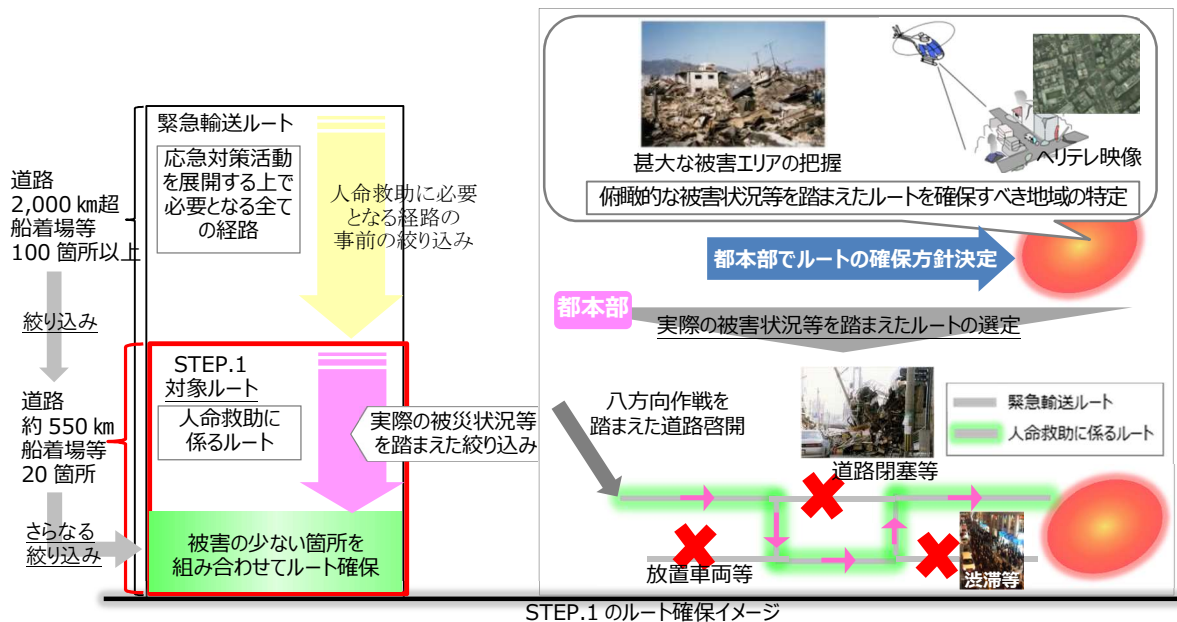 緊急輸送ルート
応急対策活動
を展開する上で
必要となる全て
の経路
人命救助に必要
となる経路の
事前の絞り込み
道路
2,000 km超
船着場等
100 箇所以上
絞り込み
STEP.1
対象ルート
人命救助に
係るルート
実際の被災状況等
を踏まえた絞り込み
道路
約 550 km
船着場等
20 箇所
さらなる
絞り込み
被害の少ない箇所を
組み合わせてルート確保
甚大な被害エリアの把握
ヘリテレ映像
俯瞰的な被害状況等を踏まえたルートを確保すべき地域の特定
都本部でルートの確保方針決定
都本部
実際の被害状況等を踏まえたルートの選定
八方向作戦を
踏まえた道路啓開
道路閉塞等
緊急輸送ルート
人命救助に係るルート
放置車両等
渋滞等
STEP.1 のルート確保イメージ